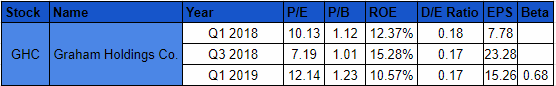 Stock Name Year P/E P/B ROE D/E Ratio EPS Beta
Q1 2018 10.13 1.12 12.37% 0.18 7.78
GHC Graham Holdings Co. Q3 2018 7.19 1.01 15.28% 0.17 23.28
Q1 2019 12.14 1.23 10.57% 0.17 15.26 0.68